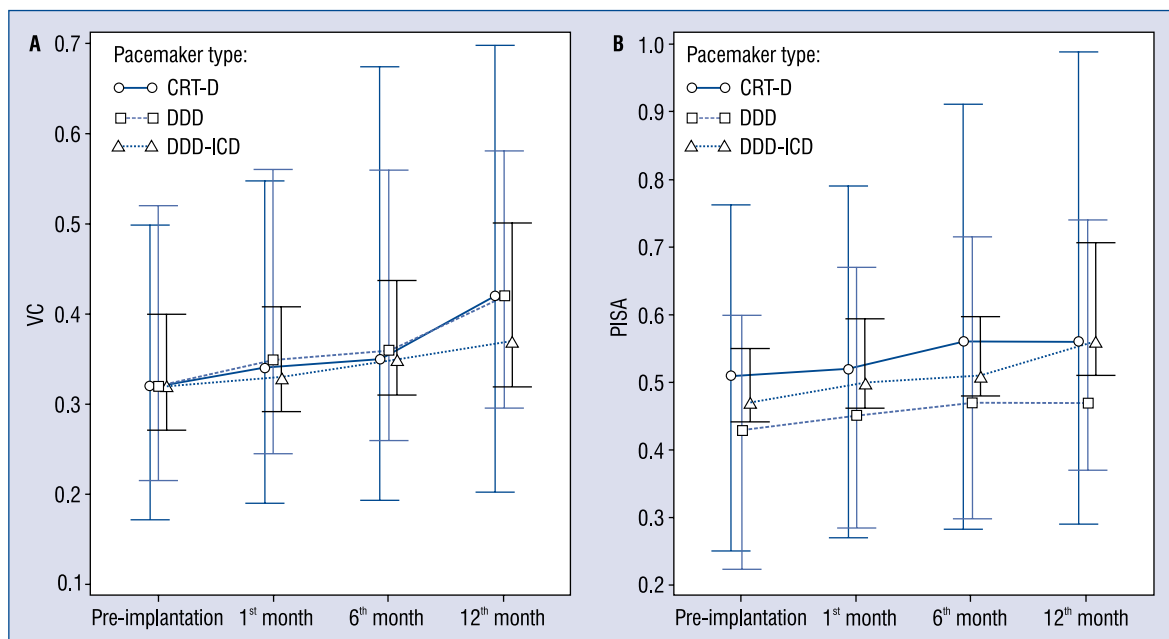 A
Pacemaker type:
CRT-D
DDD
DDD-ICD
VC
0.7
0.6
0.5
0.4
0.3
0.2
0.1
Pre-implantation 1st month 6th month 12th month
B
Pacemaker type:
CRT-D
DDD
DDD-ICD
PISA
1.0
0.9
0.8
0.7
0.6
0.5
0.4
0.3
0.2
Pre-implantation 1st month 6th month 12th month